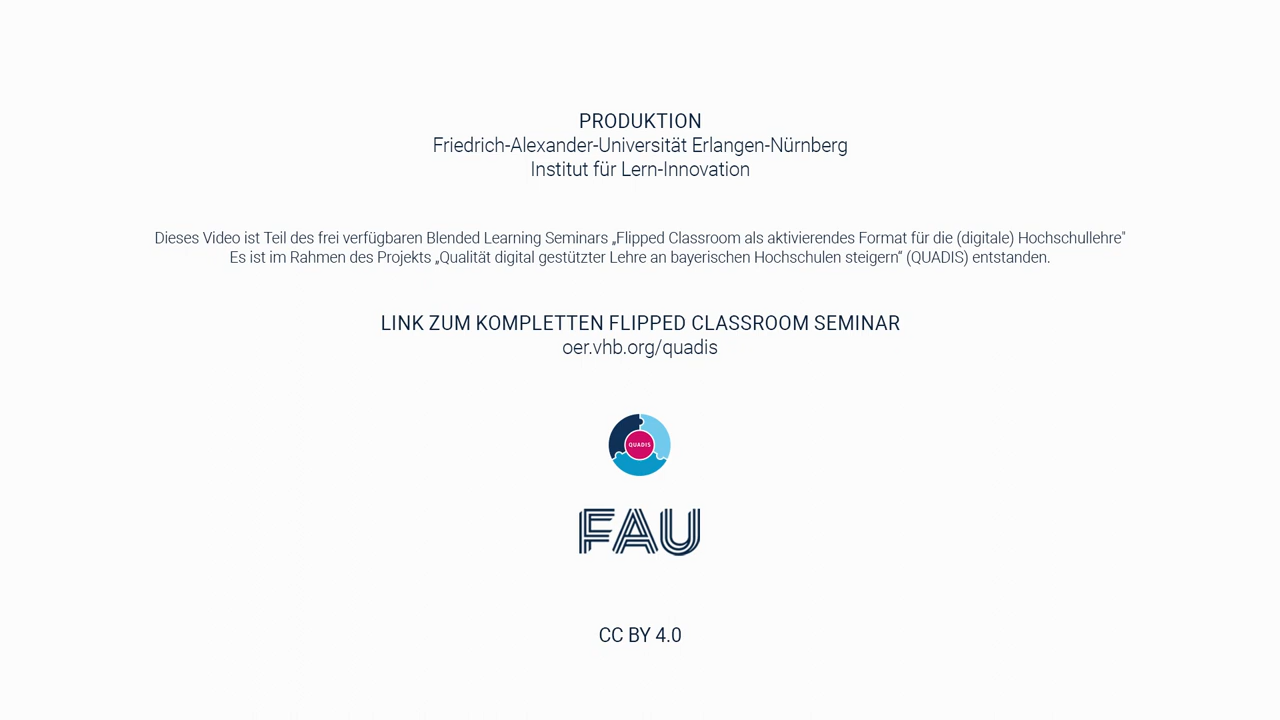 PRODUKTION
Friedrich-Alexander-Universität Erlangen-Nürnberg
Institut für Lern-Innovation
Dieses Video ist Teil des frei verfügbaren Blended Learning Seminars „Flipped Classroom als aktivierendes Format für die (digitale) Hochschullehre"
Es ist im Rahmen des Projekts „Qualität digital gestützter Lehre an bayerischen Hochschulen steigern“ (QUADIS) entstanden.
LINK ZUM KOMPLETTEN FLIPPED CLASSROOM SEMINAR
oer.vhb.org/quadis
QUADIS
FAU
CC BY 4.0